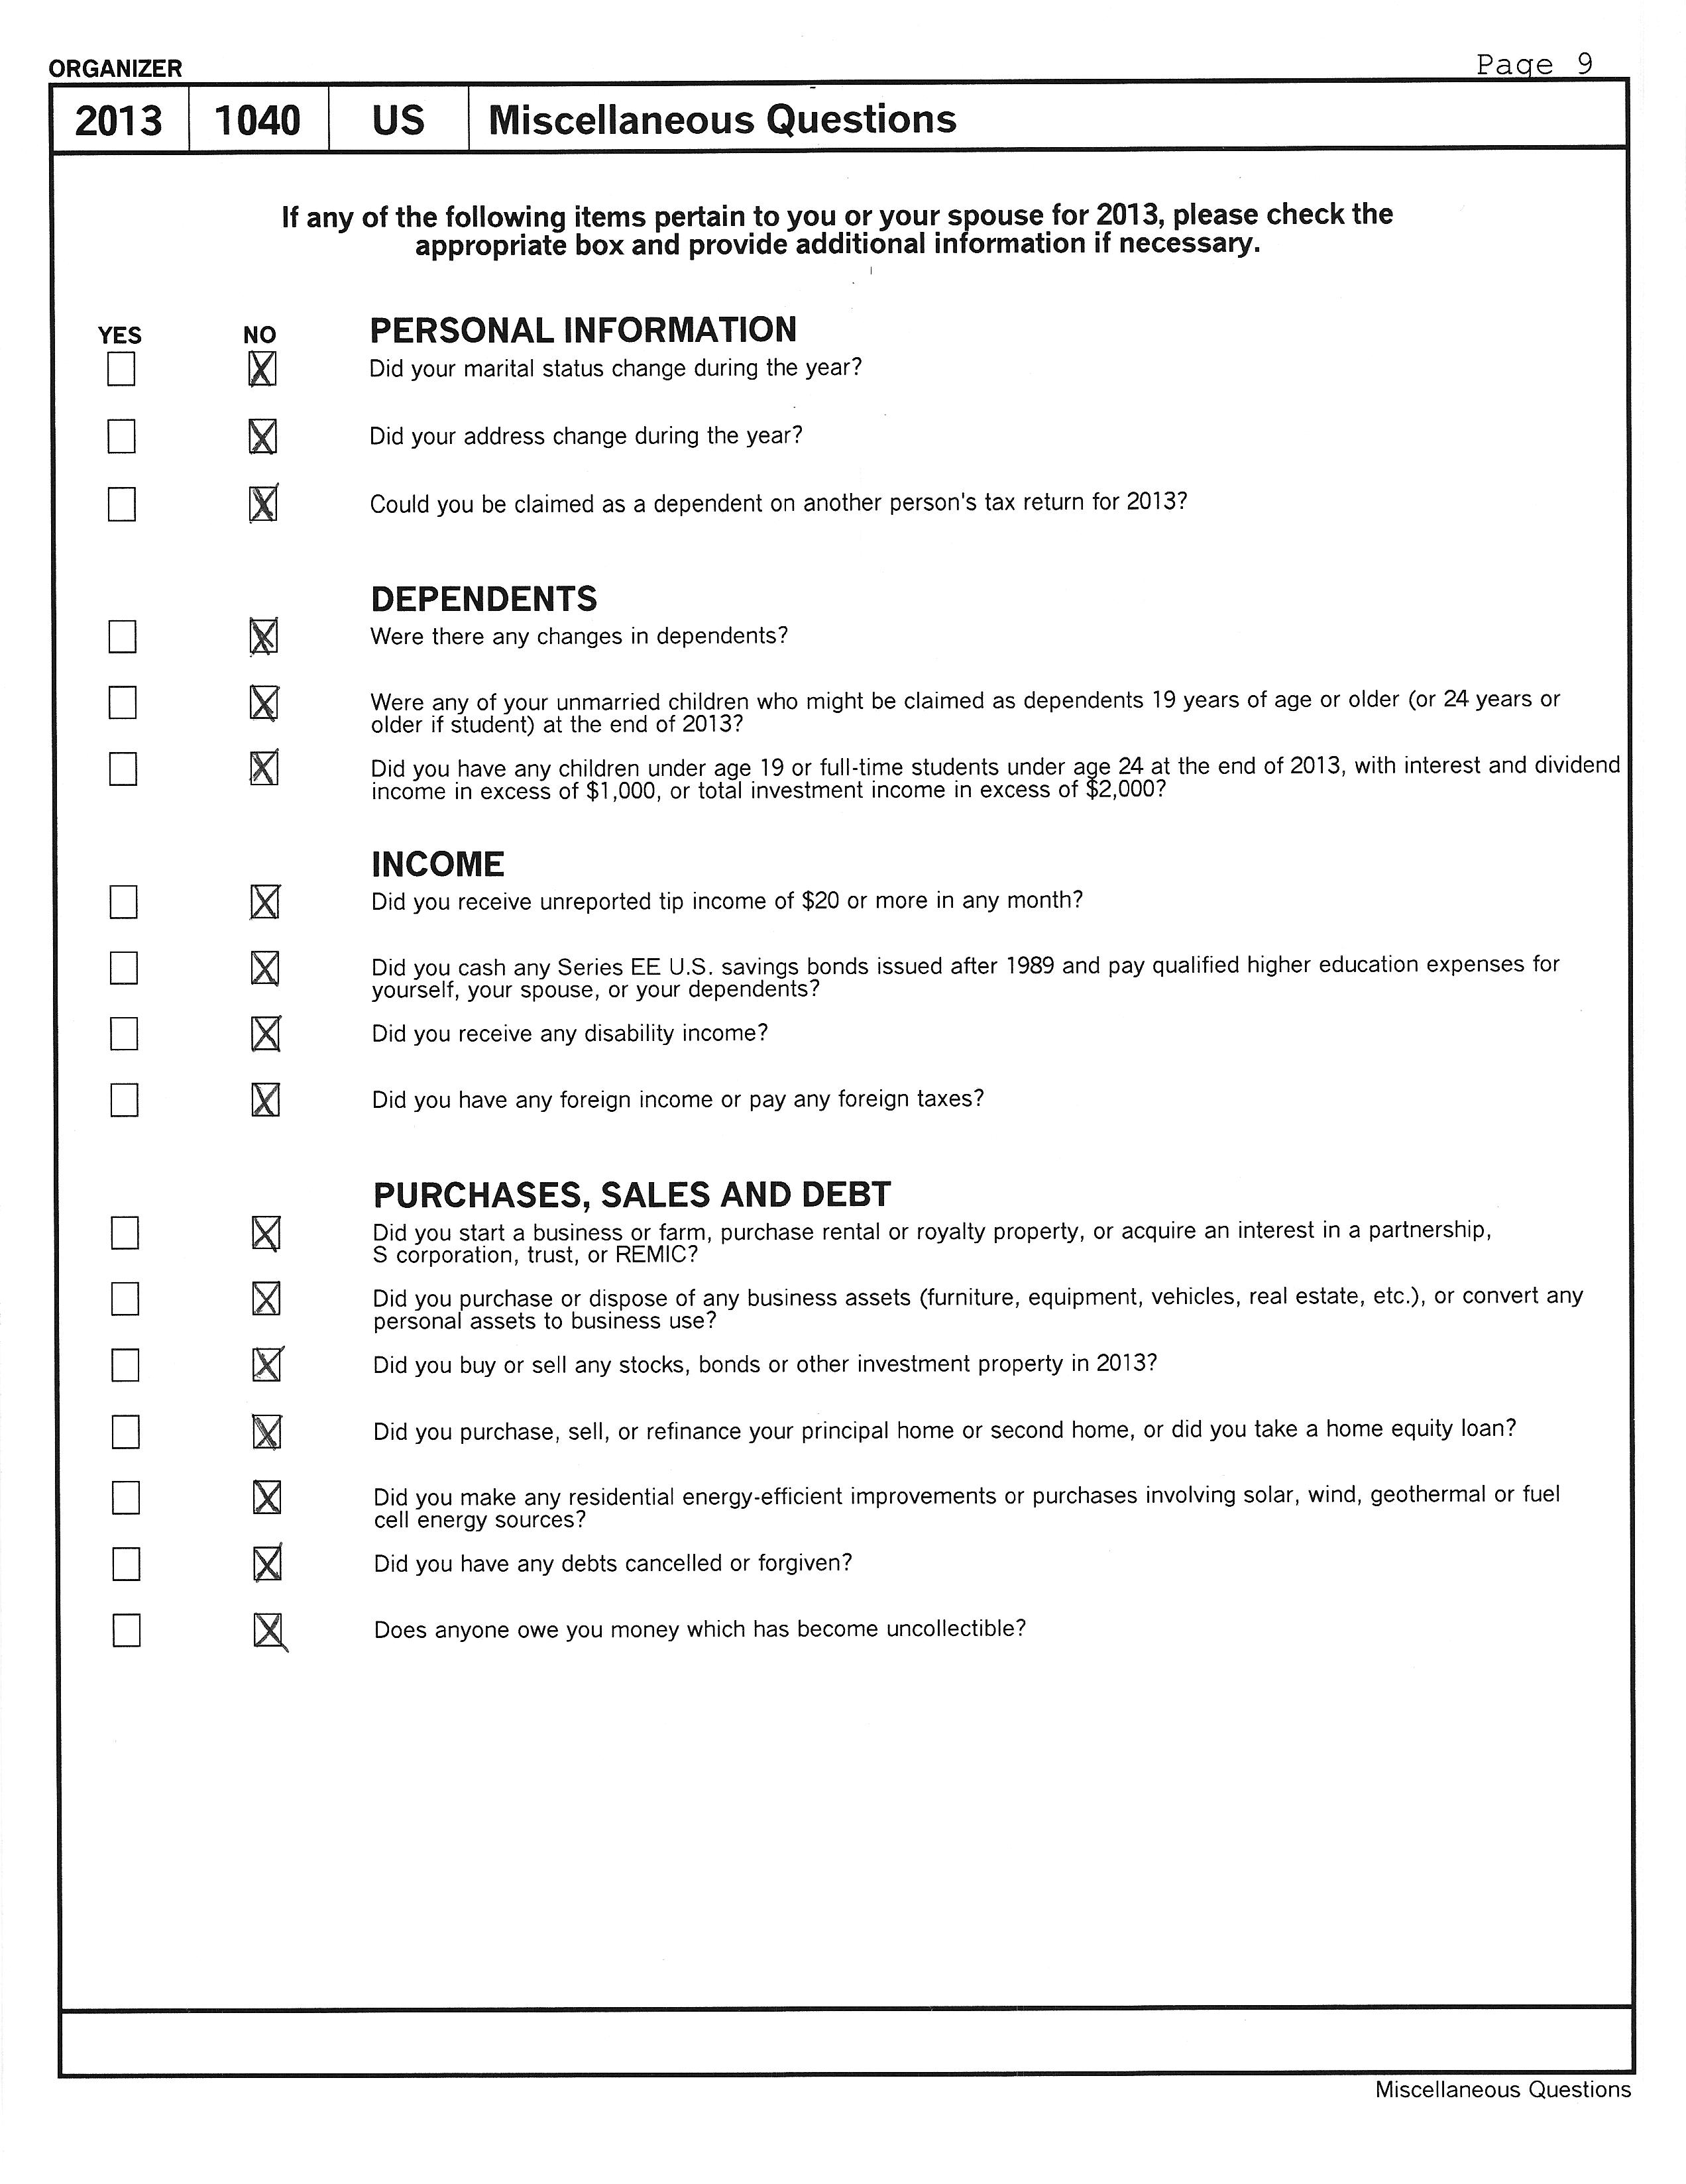 ORGANIZER
Page 9
2013 1040 US Miscellaneous Questions
If any of the following items pertain to you or your spouse for 2013, please check the
appropriate box and provide additional information if necessary.
YES NO PERSONAL INFORMATION
☐ ☒ Did your marital status change during the year?
☐ ☒ Did your address change during the year?
☐ ☒ Could you be claimed as a dependent on another person's tax return for 2013?
DEPENDENTS
☐ ☒ Were there any changes in dependents?
☐ ☒ Were any of your unmarried children who might be claimed as dependents 19 years of age or older (or 24 years or
older if student) at the end of 2013?
☐ ☒ Did you have any children under age 19 or full-time students under age 24 at the end of 2013, with interest and dividend
income in excess of $1,000, or total investment income in excess of $2,000?
INCOME
☐ ☒ Did you receive unreported tip income of $20 or more in any month?
☐ ☒ Did you cash any Series EE U.S. savings bonds issued after 1989 and pay qualified higher education expenses for
yourself, your spouse, or your dependents?
☐ ☒ Did you receive any disability income?
☐ ☒ Did you have any foreign income or pay any foreign taxes?
PURCHASES, SALES AND DEBT
☐ ☒ Did you start a business or farm, purchase rental or royalty property, or acquire an interest in a partnership,
S corporation, trust, or REMIC?
☐ ☒ Did you purchase or dispose of any business assets (furniture, equipment, vehicles, real estate, etc.), or convert any
personal assets to business use?
☐ ☒ Did you buy or sell any stocks, bonds or other investment property in 2013?
☐ ☒ Did you purchase, sell, or refinance your principal home or second home, or did you take a home equity loan?
☐ ☒ Did you make any residential energy-efficient improvements or purchases involving solar, wind, geothermal or fuel
cell energy sources?
☐ ☒ Did you have any debts cancelled or forgiven?
☐ ☒ Does anyone owe you money which has become uncollectible?
Miscellaneous Questions